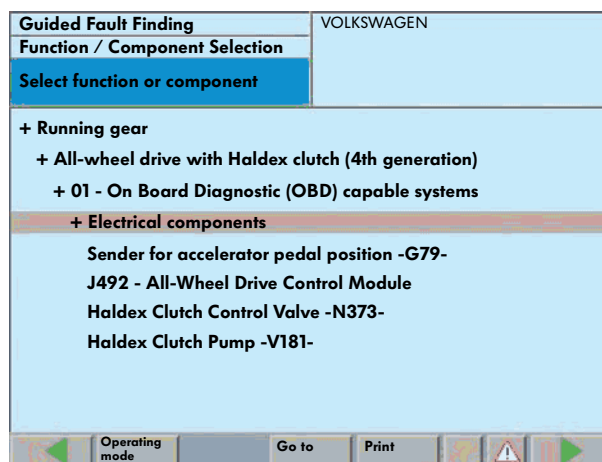 Guided Fault Finding
VOLKSWAGEN
Function / Component Selection
Select function or component
+ Running gear
+ All-wheel drive with Haldex clutch (4th generation)
+ 01 - On Board Diagnostic (OBD) capable systems
+ Electrical components
Sender for accelerator pedal position -G79-
J492 - All-Wheel Drive Control Module
Haldex Clutch Control Valve -N373-
Haldex Clutch Pump -V181-
Operating
mode
Go to
Print